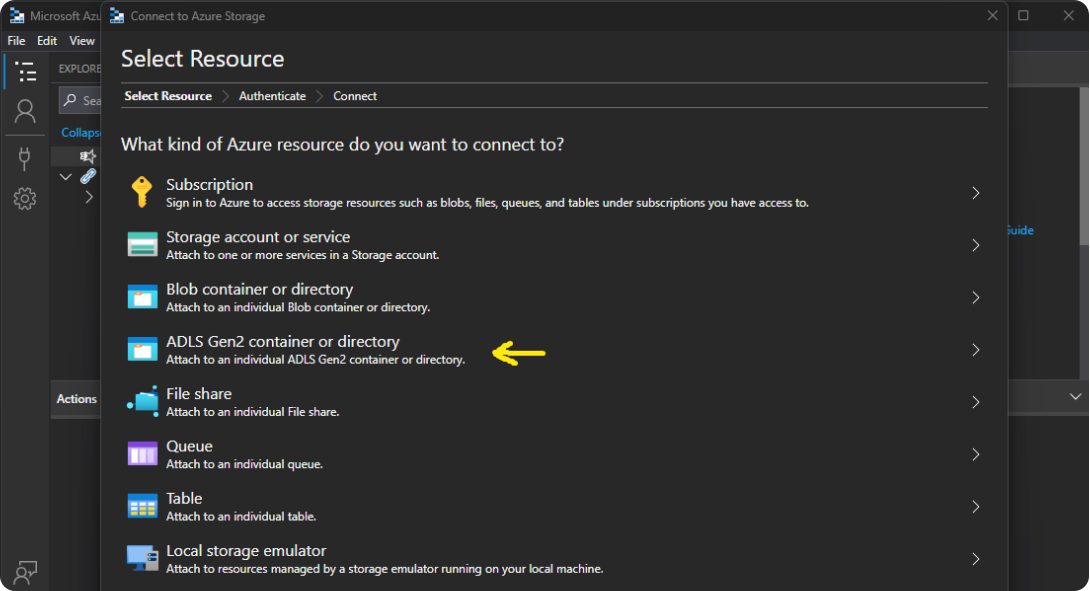 Microsoft Azu
Connect to Azure Storage
File Edit View
EXPLORE
Sea
Collaps
Select Resource
Select Resource > Authenticate > Connect
What kind of Azure resource do you want to connect to?
Subscription
Sign in to Azure to access storage resources such as blobs, files, queues, and tables under subscriptions you have access to.
Storage account or service
Attach to one or more services in a Storage account.
Guide
Blob container or directory
Attach to an individual Blob container or directory.
ADLS Gen2 container or directory
Attach to an individual ADLS Gen2 container or directory.
Actions
File share
Attach to an individual File share.
Queue
Attach to an individual queue.
Table
Attach to an individual table.
Local storage emulator
Attach to resources managed by a storage emulator running on your local machine.